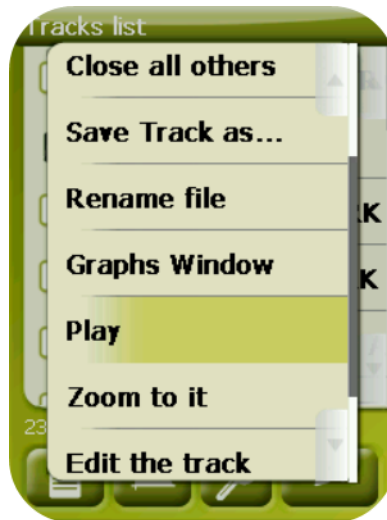 Tracks list
Close all others
Save Track as...
Rename file
Graphs Window
Play
Zoom to it
Edit the track